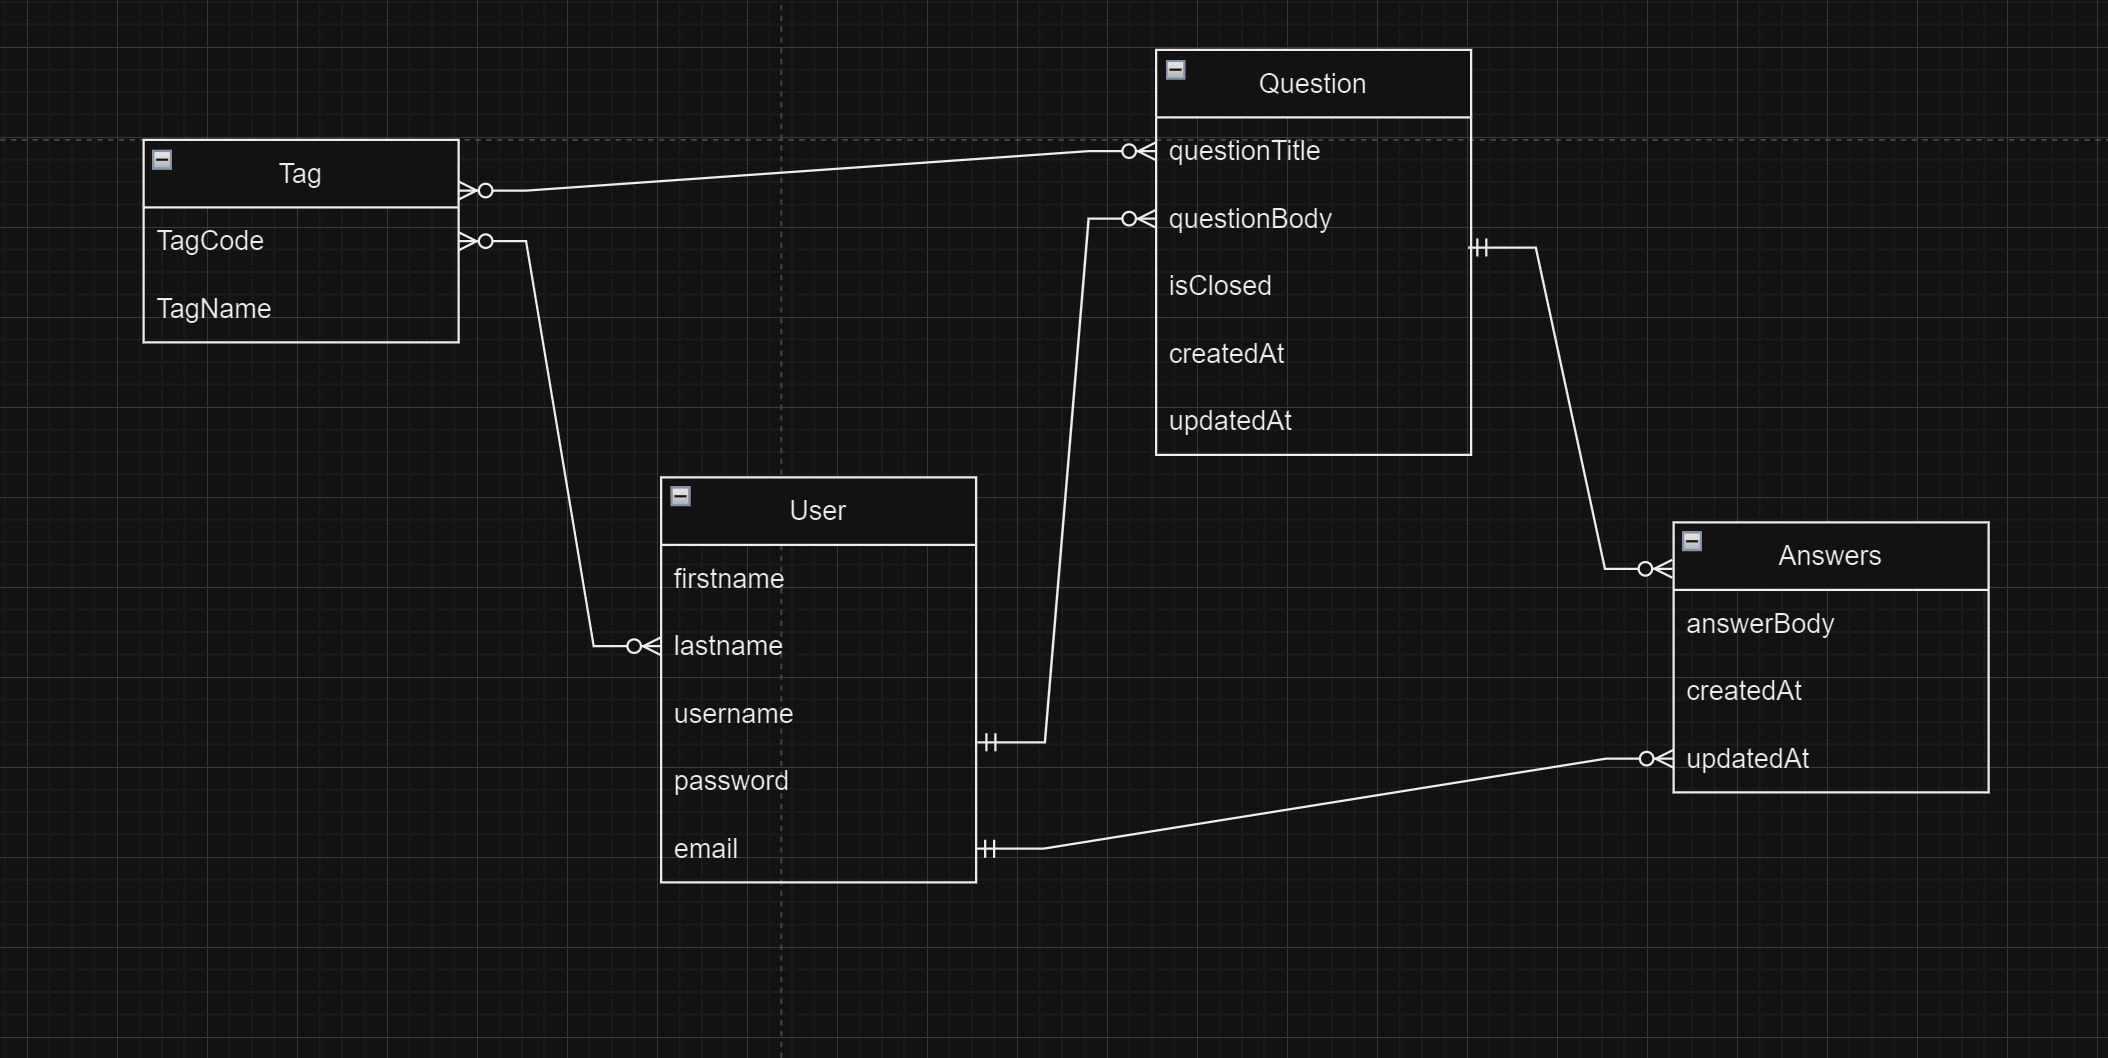 Tag
TagCode
TagName
Question
questionTitle
questionBody
isClosed
createdAt
updatedAt
User
firstname
lastname
username
password
email
Answers
answerBody
createdAt
updatedAt